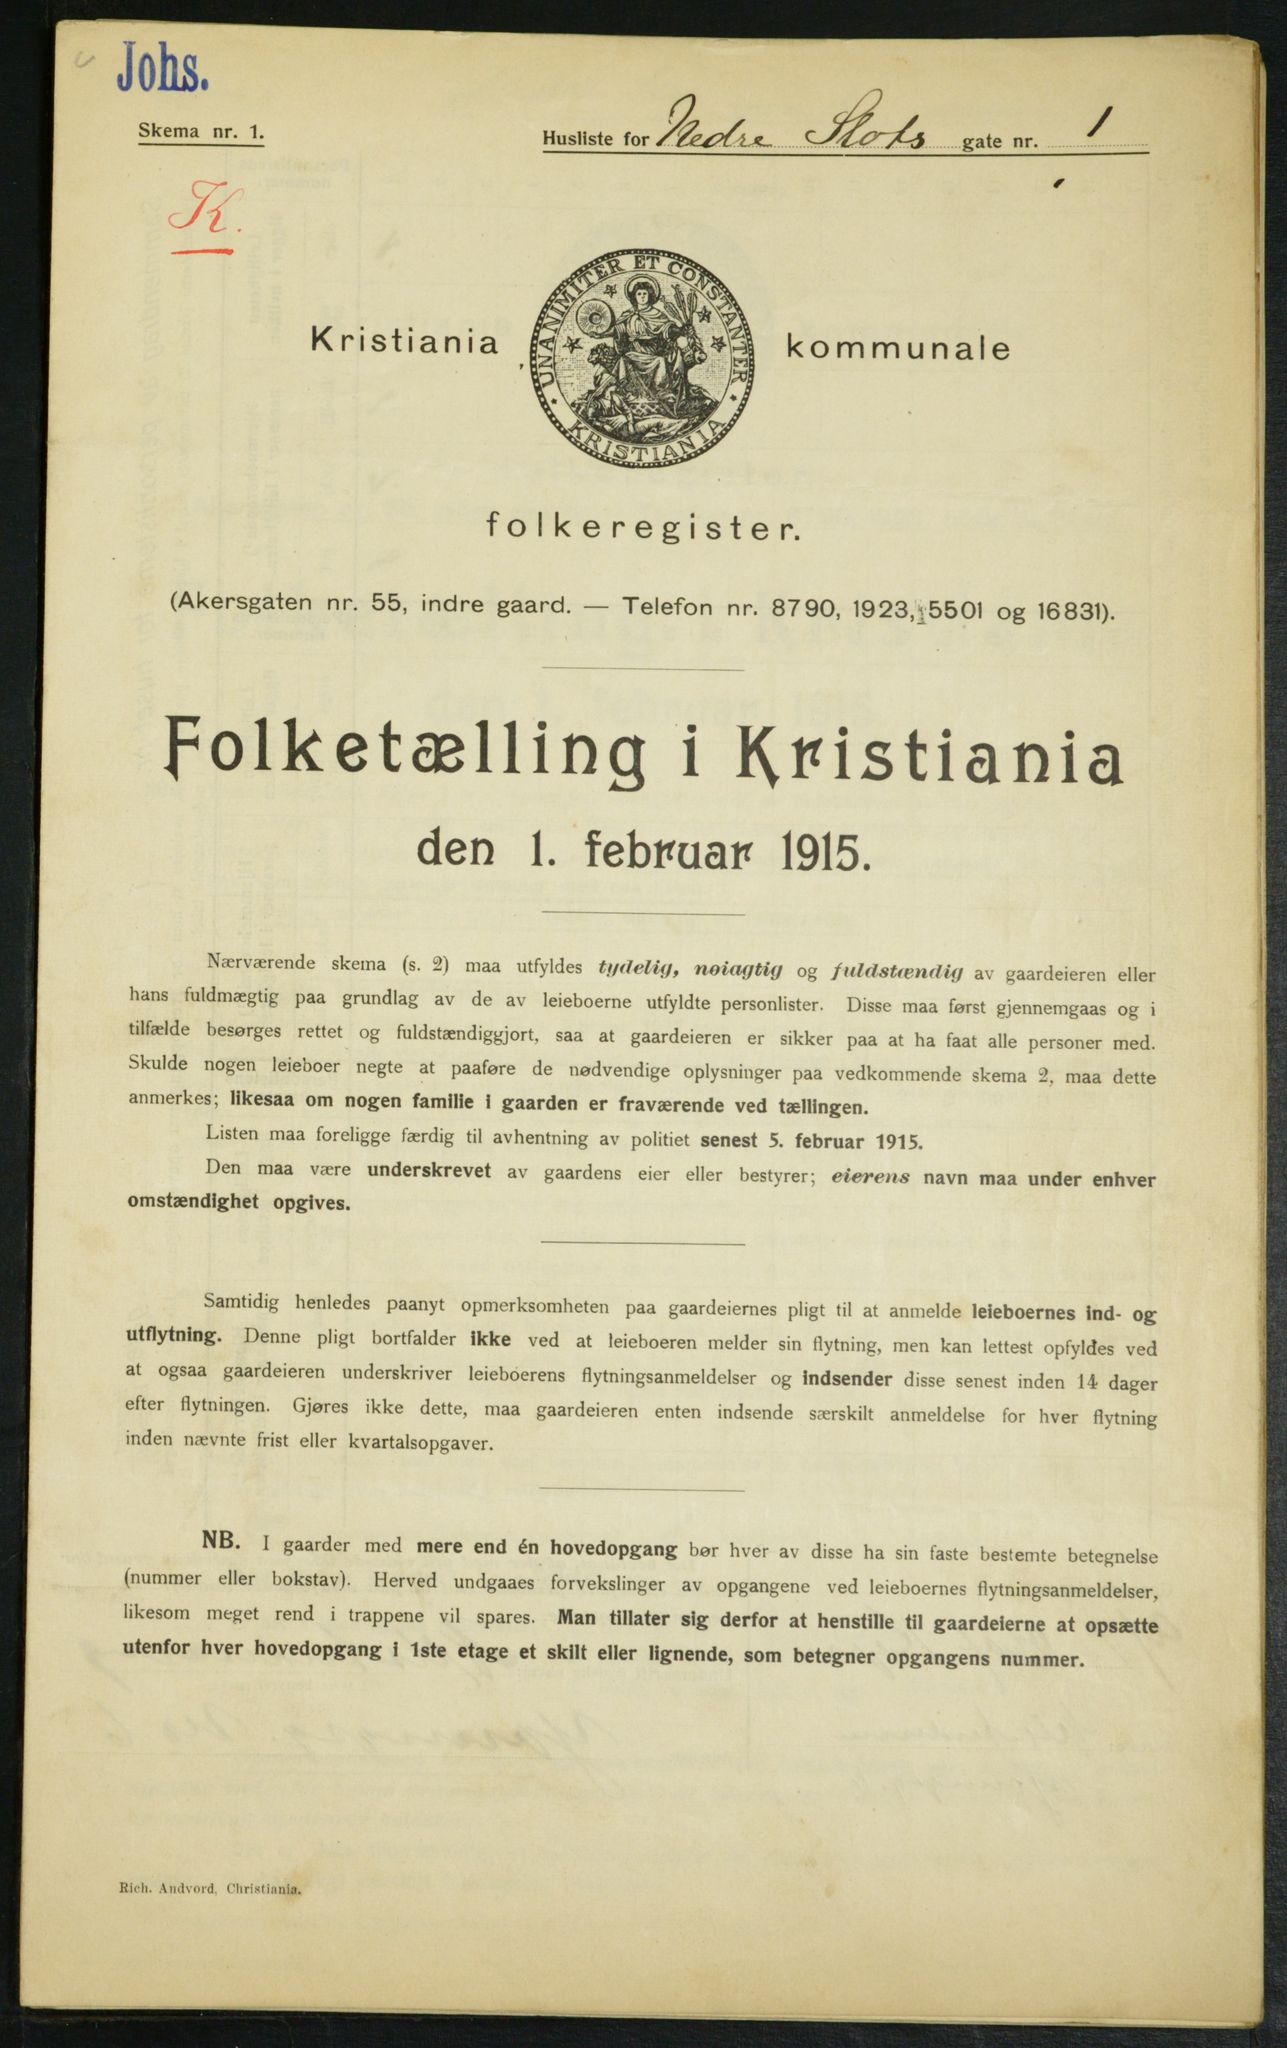 Johs.
Skema nr. 1.
Husliste for Nedre Slots gate nr. 1
K.
UNANIMITER ET CONSTANTER
KRISTIANIA
Kristiania kommunale
folkeregister.
(Akersgaten nr. 55, indre gaard. — Telefon nr. 8790, 1923, 5501 og 16831).
Folketælling i Kristiania
den 1. februar 1915.
Nærværende skema (s. 2) maa utfyldes tydelig, nøiagtig og fuldstændig av gaardeieren eller
hans fuldmægtig paa grundlag av de av leieboerne utfyldte personlister. Disse maa først gjennemgaas og i
tilfælde besørges rettet og fuldstændiggjort, saa at gaardeieren er sikker paa at ha faat alle personer med.
Skulde nogen leieboer negte at paaføre de nødvendige oplysninger paa vedkommende skema 2, maa dette
anmerkes; likesaa om nogen familie i gaarden er fraværende ved tællingen.
Listen maa foreligge færdig til avhentning av politiet senest 5. februar 1915.
Den maa være underskrevet av gaardens eier eller bestyrer; eierens navn maa under enhver
omstændighet opgives.
Samtidig henledes paanyt opmerksomheten paa gaardeiernes pligt til at anmelde leieboernes ind- og
utflytning. Denne pligt bortfalder ikke ved at leieboeren melder sin flytning, men kan lettest opfyldes ved
at ogsaa gaardeieren underskriver leieboerens flytningsanmeldelser og indsender disse senest inden 14 dager
efter flytningen. Gjøres ikke dette, maa gaardeieren enten indsende særskilt anmeldelse for hver flytning
inden nævnte frist eller kvartalsopgaver.
NB. I gaarder med mere end én hovedopgang bør hver av disse ha sin faste bestemte betegnelse
(nummer eller bokstav). Herved undgaaes forvekslinger av opgangene ved leieboernes flytningsanmeldelser,
likesom meget rend i trappene vil spares. Man tillater sig derfor at henstille til gaardeierne at opsætte
utenfor hver hovedopgang i 1ste etage et skilt eller lignende, som betegner opgangens nummer.
Rich. Andvord, Christiania.